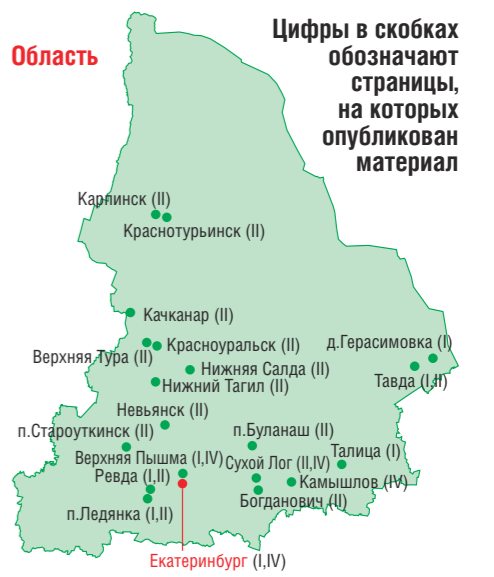 Область
Цифры в скобках
обозначают
страницы,
на которых
опубликован
материал
Карпинск (II)
Краснотурьинск (II)
Качканар (II)
Верхняя Тура (II)
Красноуральск (II)
д.Герасимовка (I)
Нижняя Салда (II)
Тавда (I,II)
Нижний Тагил (II)
Невьянск (II)
п.Староуткинск (II)
п.Буланаш (II)
Талица (I)
Верхняя Пышма (I,IV)
Сухой Лог (II,IV)
Ревда (I,II)
Камышлов (IV)
Богданович (II)
п.Ледянка (I,II)
Екатеринбург (I,IV)